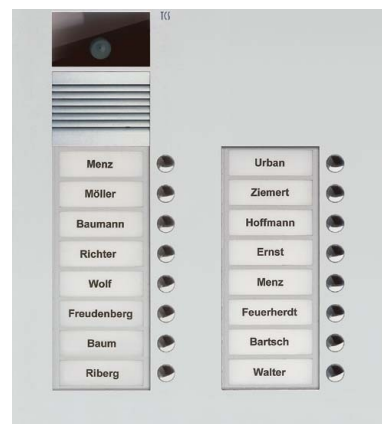 TCS
Menz
Möller
Baumann
Richter
Wolf
Freudenberg
Baum
Riberg
Urban
Ziemert
Hoffmann
Ernst
Menz
Feuerherdt
Bartsch
Walter